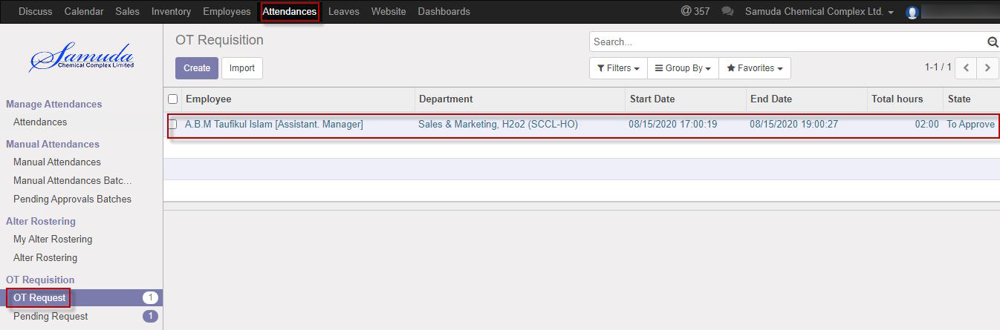 Discuss Calendar Sales Inventory Employees Attendances Leaves Website Dashboards @ 357 Samuda Chemical Complex Ltd.
Samuda
Chemical Complex Limited
OT Requisition
Search...
Create Import
Filters Group By Favorites 1-1 / 1
Employee Department Start Date End Date Total hours State
A.B.M Taufikul Islam [Assistant. Manager] Sales & Marketing, H2o2 (SCCL-HO) 08/15/2020 17:00:19 08/15/2020 19:00:27 02:00 To Approve
Manage Attendances
Attendances
Manual Attendances
Manual Attendances
Manual Attendances Batc...
Pending Approvals Batches
Alter Rostering
My Alter Rostering
Alter Rostering
OT Requisition
OT Request 1
Pending Request 1